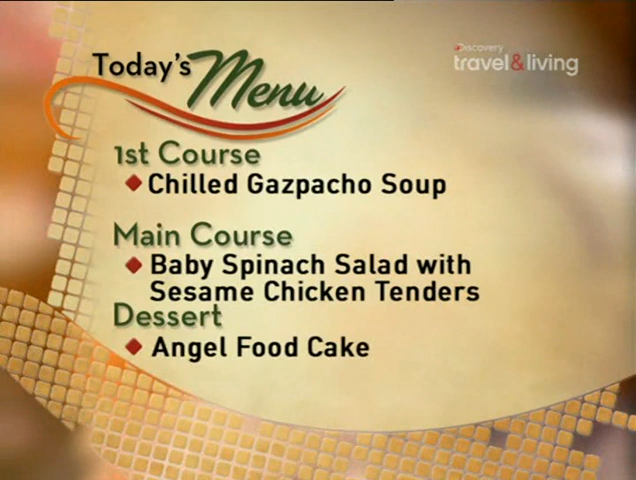 Today's Menu
Discovery
travel&living
1st Course
Chilled Gazpacho Soup
Main Course
Baby Spinach Salad with
Sesame Chicken Tenders
Dessert
Angel Food Cake